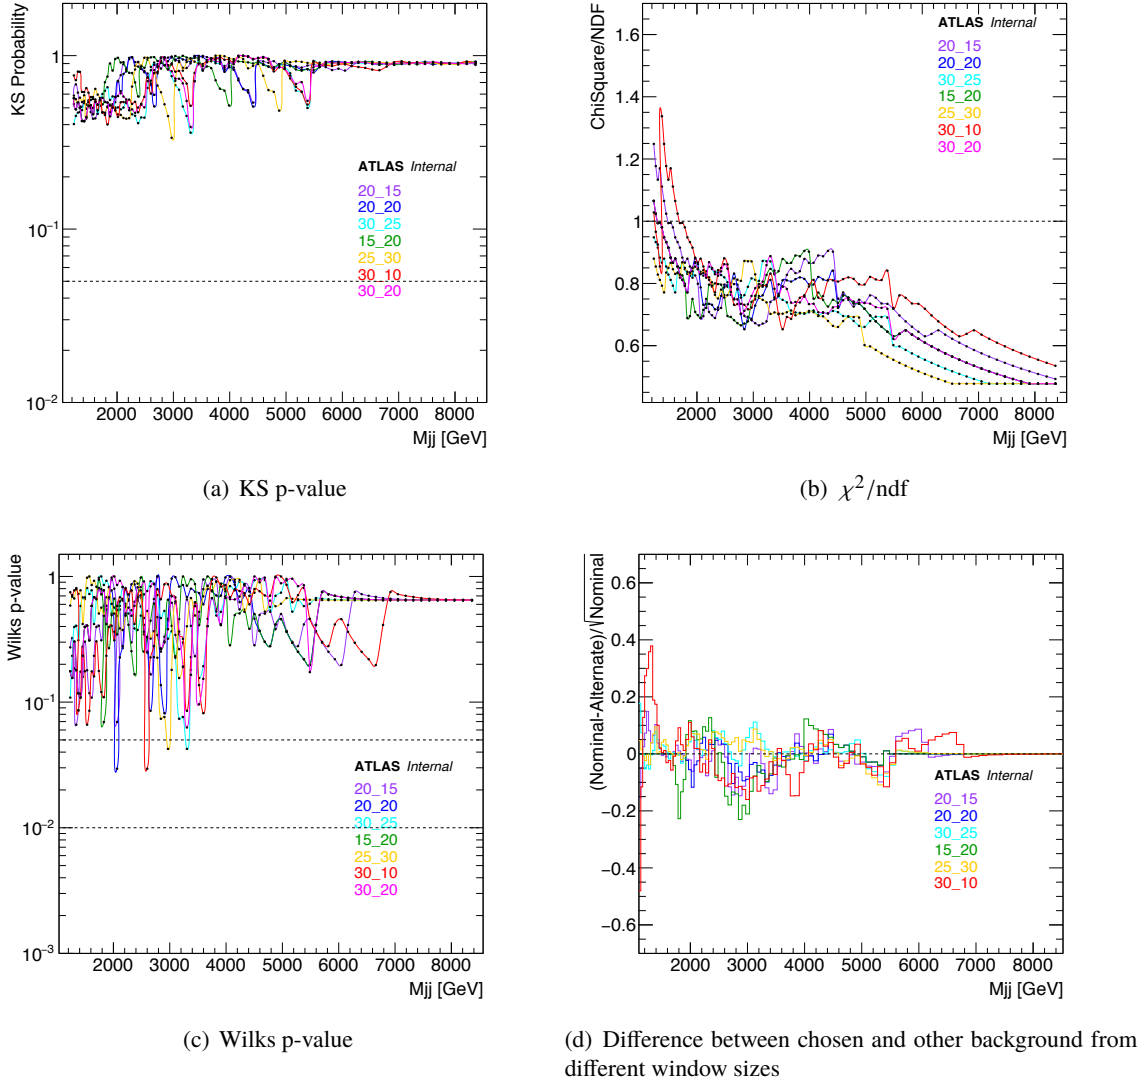 KS Probability
1
10⁻¹
10⁻²
ATLAS Internal
20_15
20_20
30_25
15_20
25_30
30_10
30_20
2000 3000 4000 5000 6000 7000 8000
Mjj [GeV]
(a) KS p-value
ChiSquare/NDF
1.6
1.4
1.2
1
0.8
0.6
ATLAS Internal
20_15
20_20
30_25
15_20
25_30
30_10
30_20
2000 3000 4000 5000 6000 7000 8000
Mjj [GeV]
(b) χ²/ndf
Wilks p-value
1
10⁻¹
10⁻²
10⁻³
ATLAS Internal
20_15
20_20
30_25
15_20
25_30
30_10
30_20
2000 3000 4000 5000 6000 7000 8000
Mjj [GeV]
(c) Wilks p-value
(Nominal-Alternate)/√Nominal
0.6
0.4
0.2
0
−0.2
−0.4
−0.6
ATLAS Internal
20_15
20_20
30_25
15_20
25_30
30_10
2000 3000 4000 5000 6000 7000 8000
Mjj [GeV]
(d) Difference between chosen and other background from
different window sizes